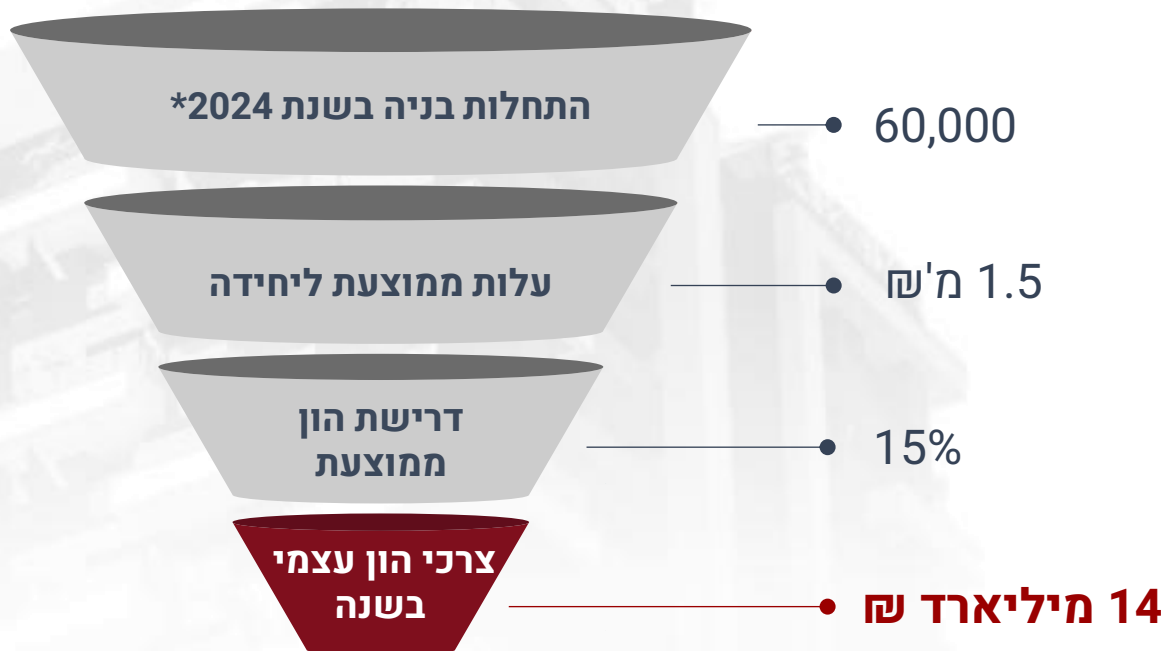 התחלות בניה בשנת 2024*
60,000
עלות ממוצעת ליחידה
1.5 מ'₪
דרישת הון
ממוצעת
15%
צרכי הון עצמי
בשנה
14 מיליארד ₪